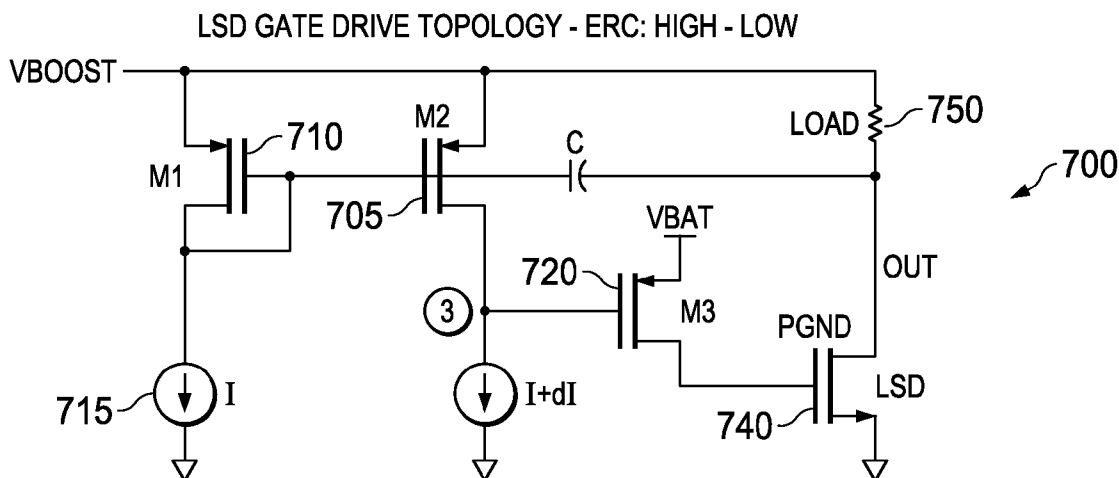 LSD GATE DRIVE TOPOLOGY - ERC: HIGH - LOW
VBOOST
M2
710
LOAD
750
M1
C
700
705
VBAT
720
OUT
3
M3
PGND
715
I
I+dI
LSD
740